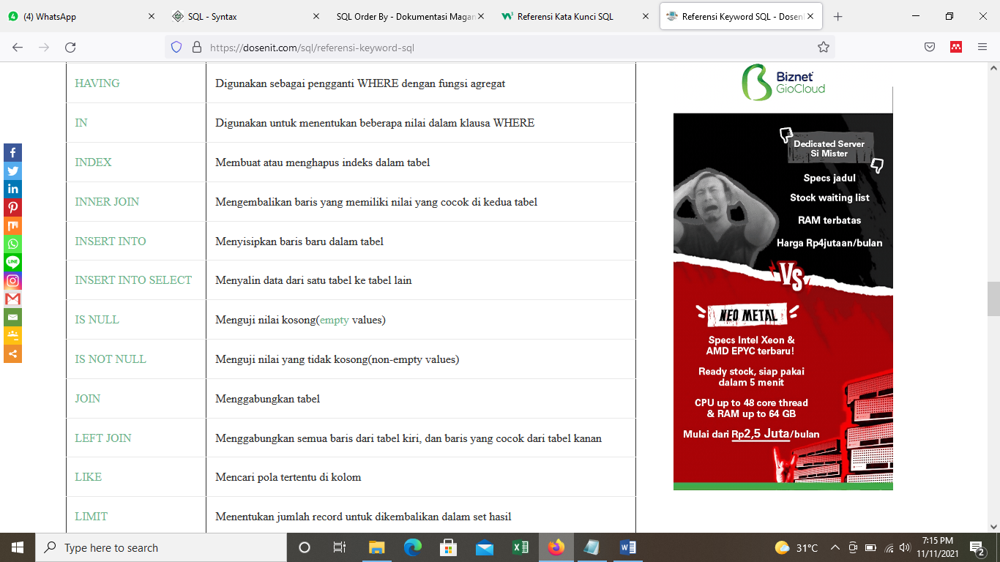 (4) WhatsApp
SQL - Syntax
SQL Order By - Dokumentasi Magan
Referensi Kata Kunci SQL
Referensi Keyword SQL - Dosen
https://dosenit.com/sql/referensi-keyword-sql
HAVING Digunakan sebagai pengganti WHERE dengan fungsi agregat
IN Digunakan untuk menentukan beberapa nilai dalam klausa WHERE
INDEX Membuat atau menghapus indeks dalam tabel
INNER JOIN Mengembalikan baris yang memiliki nilai yang cocok di kedua tabel
INSERT INTO Menyisipkan baris baru dalam tabel
INSERT INTO SELECT Menyalin data dari satu tabel ke tabel lain
IS NULL Menguji nilai kosong(empty values)
IS NOT NULL Menguji nilai yang tidak kosong(non-empty values)
JOIN Menggabungkan tabel
LEFT JOIN Menggabungkan semua baris dari tabel kiri, dan baris yang cocok dari tabel kanan
LIKE Mencari pola tertentu di kolom
LIMIT Menentukan jumlah record untuk dikembalikan dalam set hasil
Biznet
GioCloud
Dedicated Server
Si Mister
Specs jadul
Stock waiting list
RAM terbatas
Harga Rp4jutaan/bulan
Vs
NEO METAL
Specs Intel Xeon &
AMD EPYC terbaru!
Ready stock, siap pakai
dalam 5 menit
CPU up to 48 core thread
& RAM up to 64 GB
Mulai dari Rp2,5 Juta/bulan
LINE
Type here to search
31°C
7:15 PM
11/11/2021
2